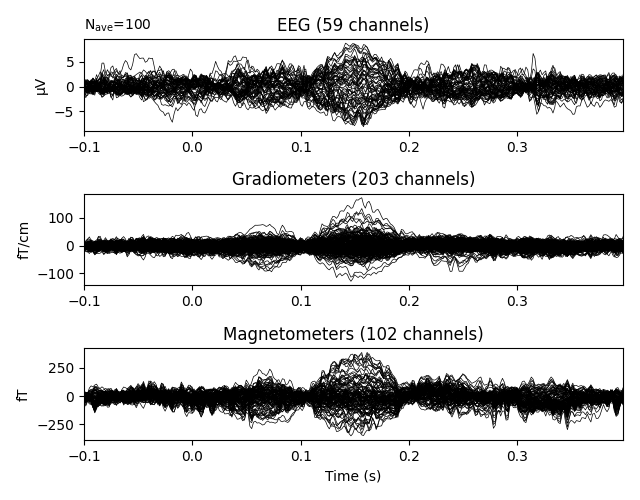 N_ave=100
EEG (59 channels)
5
0
−5
µV
−0.1 0.0 0.1 0.2 0.3
Gradiometers (203 channels)
100
0
−100
fT/cm
−0.1 0.0 0.1 0.2 0.3
Magnetometers (102 channels)
250
0
−250
fT
−0.1 0.0 0.1 0.2 0.3
Time (s)